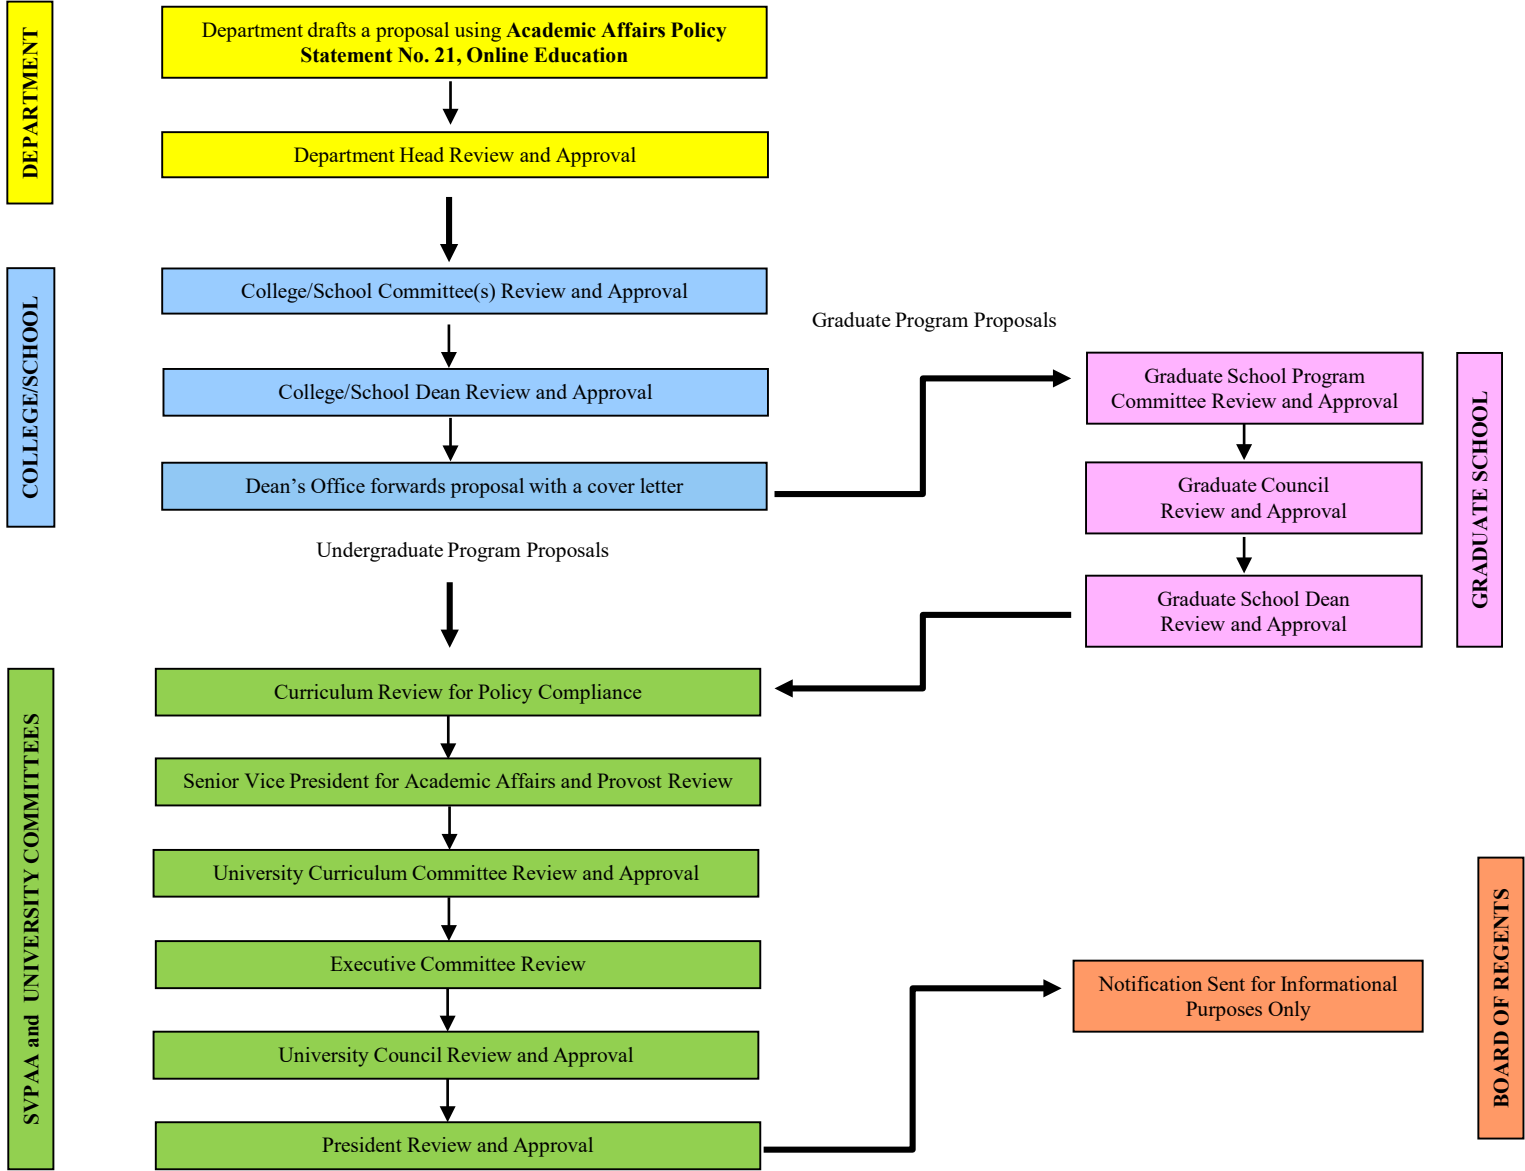 DEPARTMENT
Department drafts a proposal using Academic Affairs Policy
Statement No. 21, Online Education
Department Head Review and Approval
COLLEGE/SCHOOL
College/School Committee(s) Review and Approval
College/School Dean Review and Approval
Dean’s Office forwards proposal with a cover letter
Graduate Program Proposals
Graduate School Program
Committee Review and Approval
Graduate Council
Review and Approval
Graduate School Dean
Review and Approval
GRADUATE SCHOOL
Undergraduate Program Proposals
SVPAA and UNIVERSITY COMMITTEES
Curriculum Review for Policy Compliance
Senior Vice President for Academic Affairs and Provost Review
University Curriculum Committee Review and Approval
Executive Committee Review
University Council Review and Approval
President Review and Approval
Notification Sent for Informational
Purposes Only
BOARD OF REGENTS